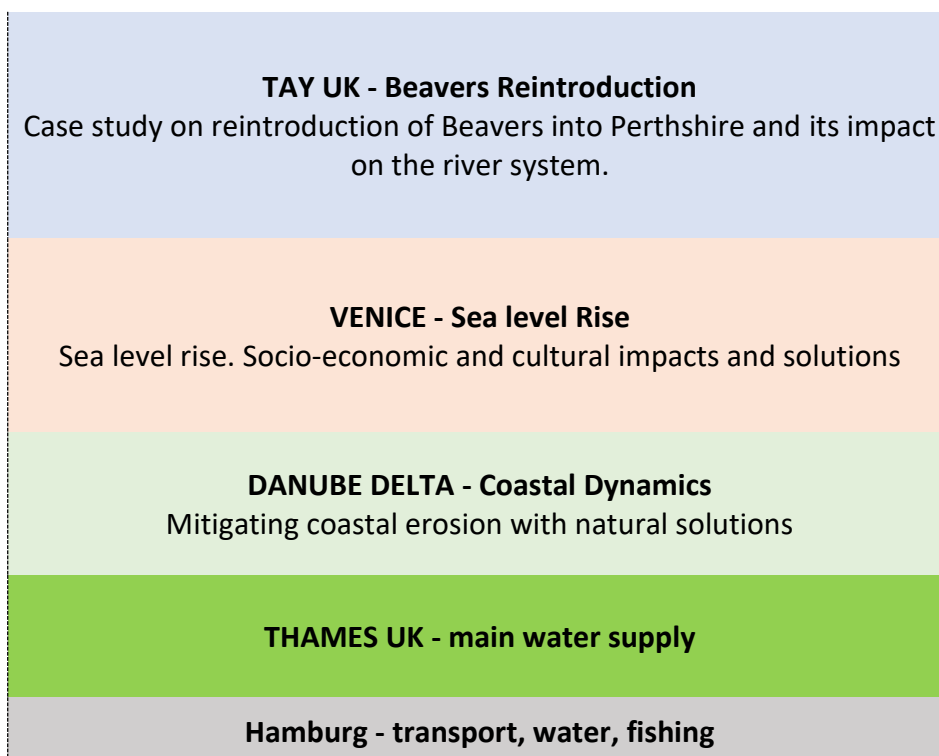 TAY UK - Beavers Reintroduction
Case study on reintroduction of Beavers into Perthshire and its impact
on the river system.
VENICE - Sea level Rise
Sea level rise. Socio-economic and cultural impacts and solutions
DANUBE DELTA - Coastal Dynamics
Mitigating coastal erosion with natural solutions
THAMES UK - main water supply
Hamburg - transport, water, fishing